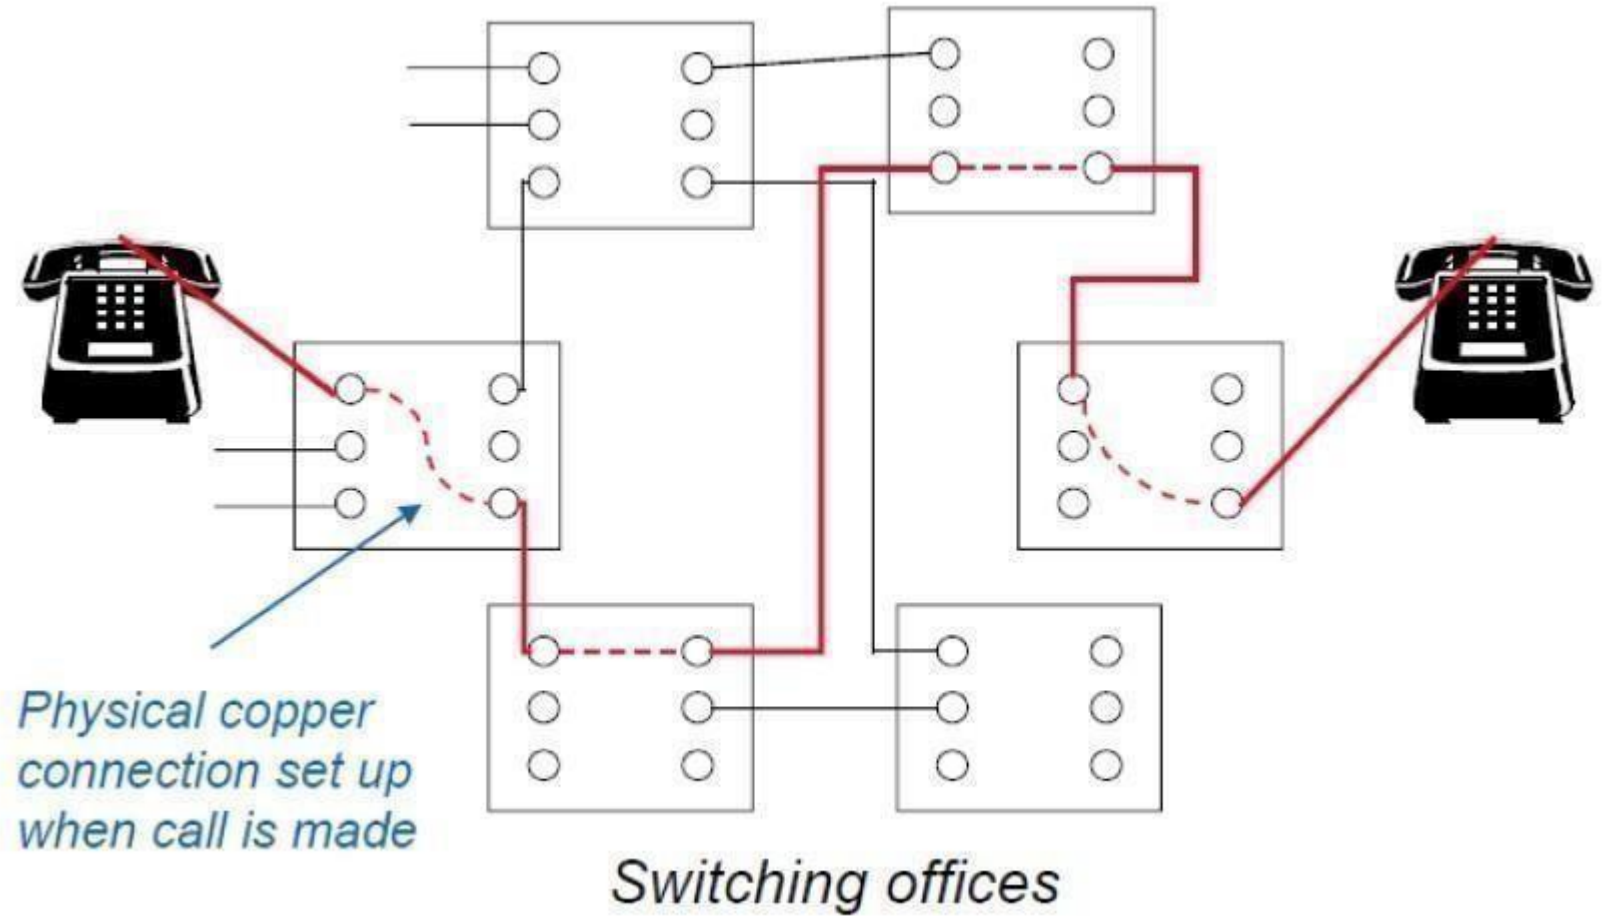 Physical copper
connection set up
when call is made
Switching offices